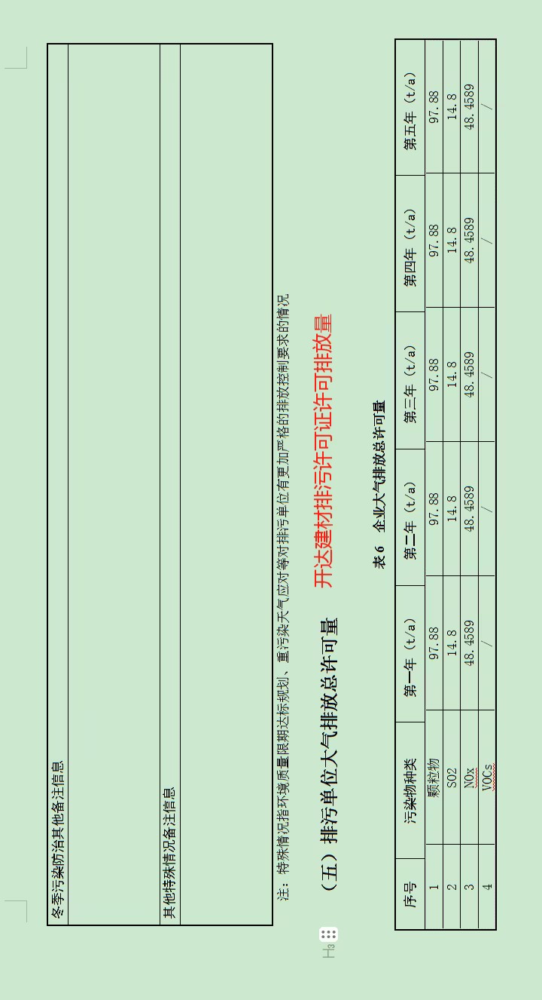 冬季污染防治其他备注信息
其他特殊情况备注信息
注：特殊情况指环境质量限期达标规划、重污染天气应对等对排污单位有更加严格的排放控制要求的情况
H3
（五）排污单位大气排放总许可量 开达建材排污许可证许可排放量
表 6 企业大气排放总许可量
序号 污染物种类 第一年（t/a） 第二年（t/a） 第三年（t/a） 第四年（t/a） 第五年（t/a）
1 颗粒物 97.88 97.88 97.88 97.88 97.88
2 SO2 14.8 14.8 14.8 14.8 14.8
3 NOx 48.4589 48.4589 48.4589 48.4589 48.4589
4 VOCs / / / / /